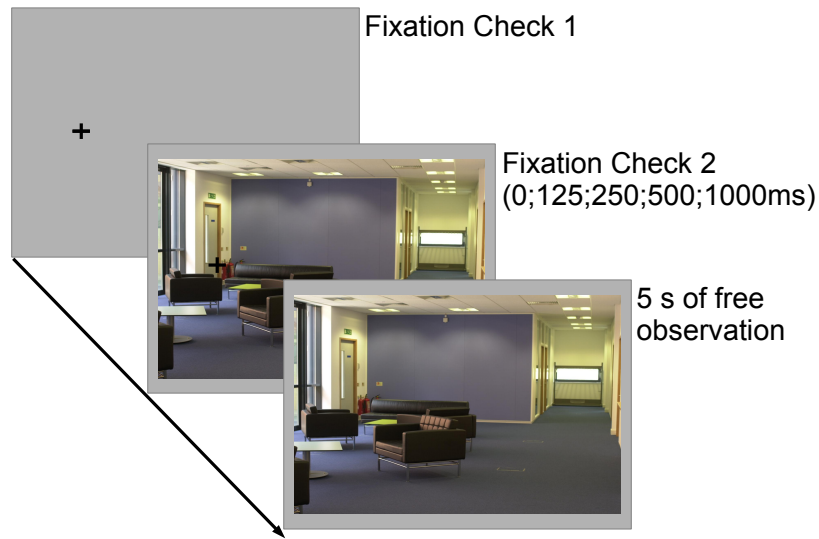 Fixation Check 1
Fixation Check 2
(0;125;250;500;1000ms)
5 s of free
observation